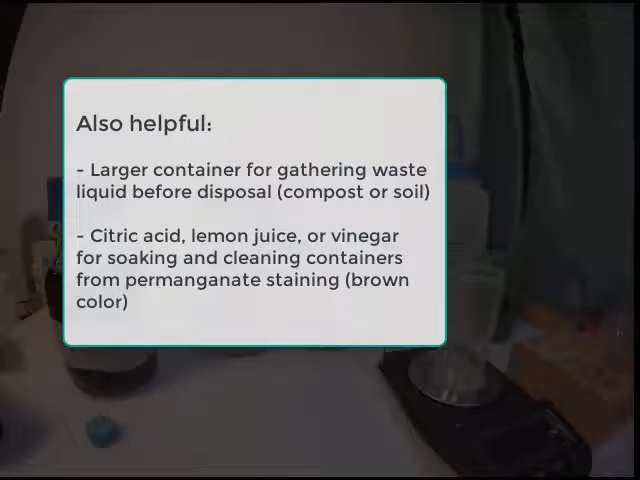 Also helpful:
- Larger container for gathering waste
liquid before disposal (compost or soil)
- Citric acid, lemon juice, or vinegar
for soaking and cleaning containers
from permanganate staining (brown
color)